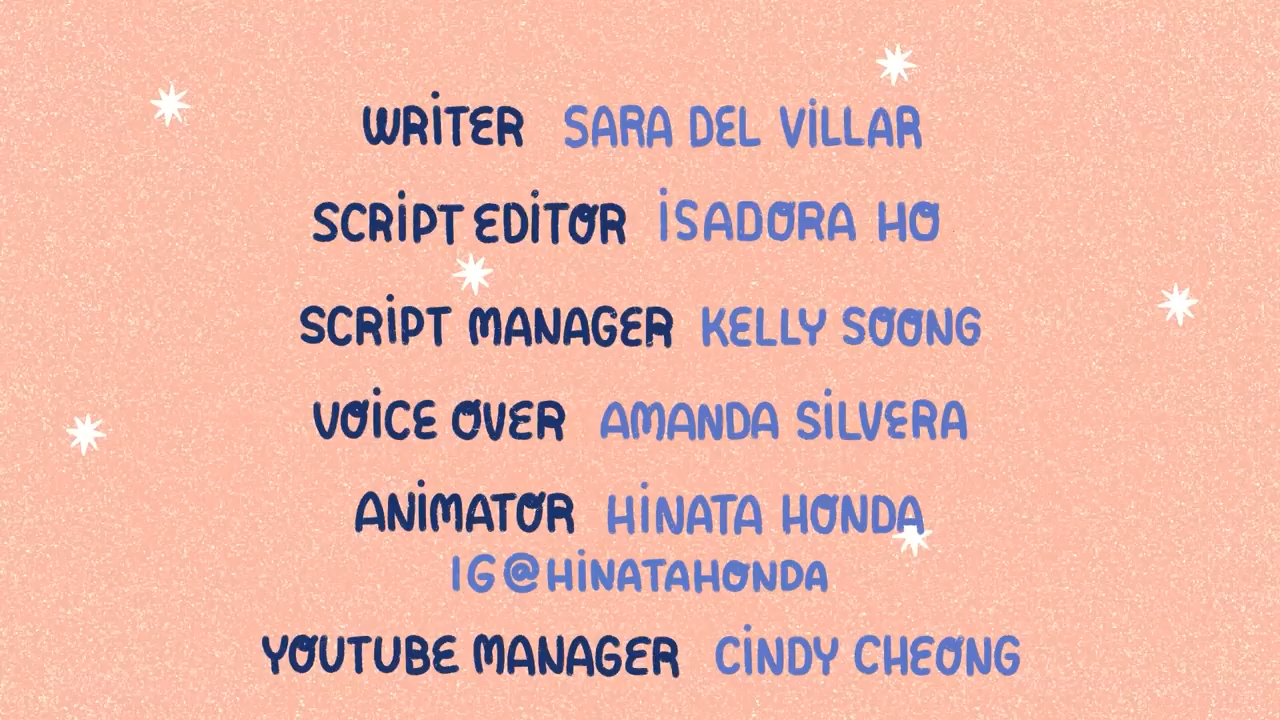 WRITER SARA DEL VILLAR
SCRIPT EDITOR ISADORA HO
SCRIPT MANAGER KELLY SOONG
VOICE OVER AMANDA SILVERA
ANIMATOR HINATA HONDA
IG@HINATAHONDA
YOUTUBE MANAGER CINDY CHEONG